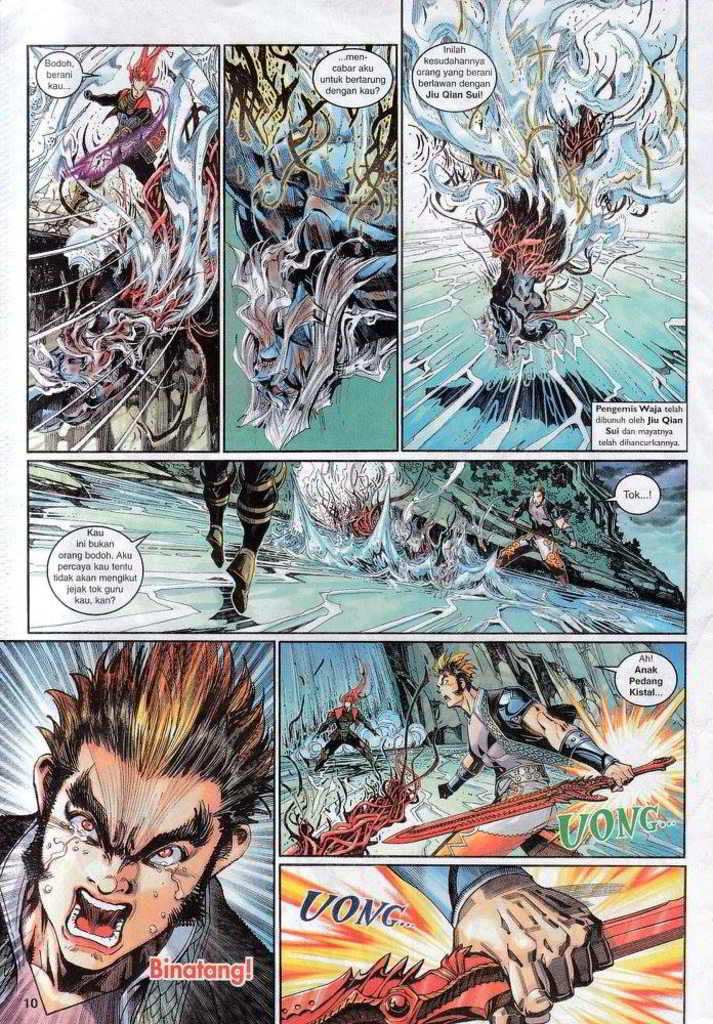 Bodoh,
berani
kau...
...men-
cabar aku
untuk bertarung
dengan kau?
Inilah
kesudahannya
orang yang berani
berlawan dengan
Jiu Qian Sui!
Pengemis Waja telah
dibunuh oleh Jiu Qian
Sui dan mayatnya
telah dihancurkannya.
Kau
ini bukan
orang bodoh. Aku
percaya kau tentu
tidak akan mengikut
jejak tok guru
kau, kan?
Tok...!
Binatang!
Ah!
Anak
Pedang
Kistal...
UONG...
UONG...
10